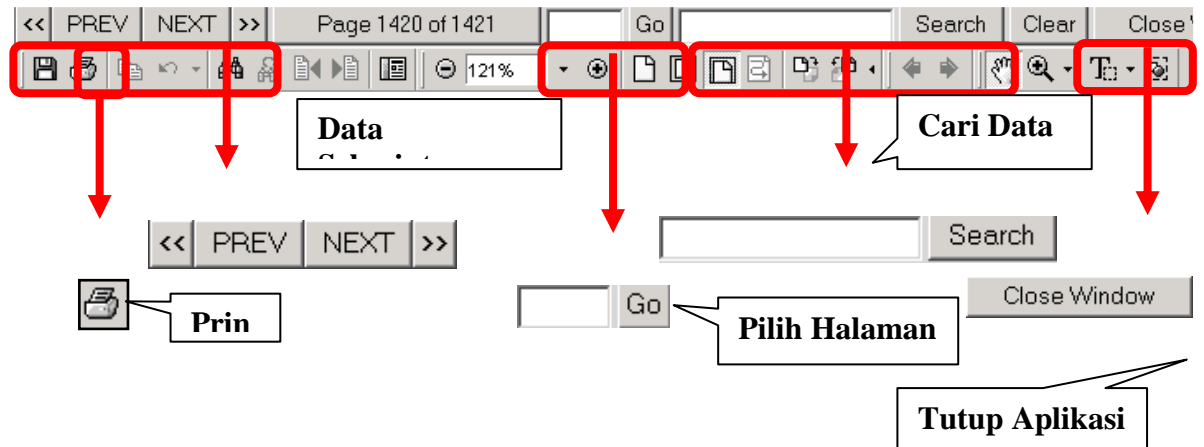 << PREV NEXT >> Page 1420 of 1421 Go Search Clear Close
121%
Data
Cari Data
<< PREV NEXT >>
Search
Prin
Go
Pilih Halaman
Close Window
Tutup Aplikasi